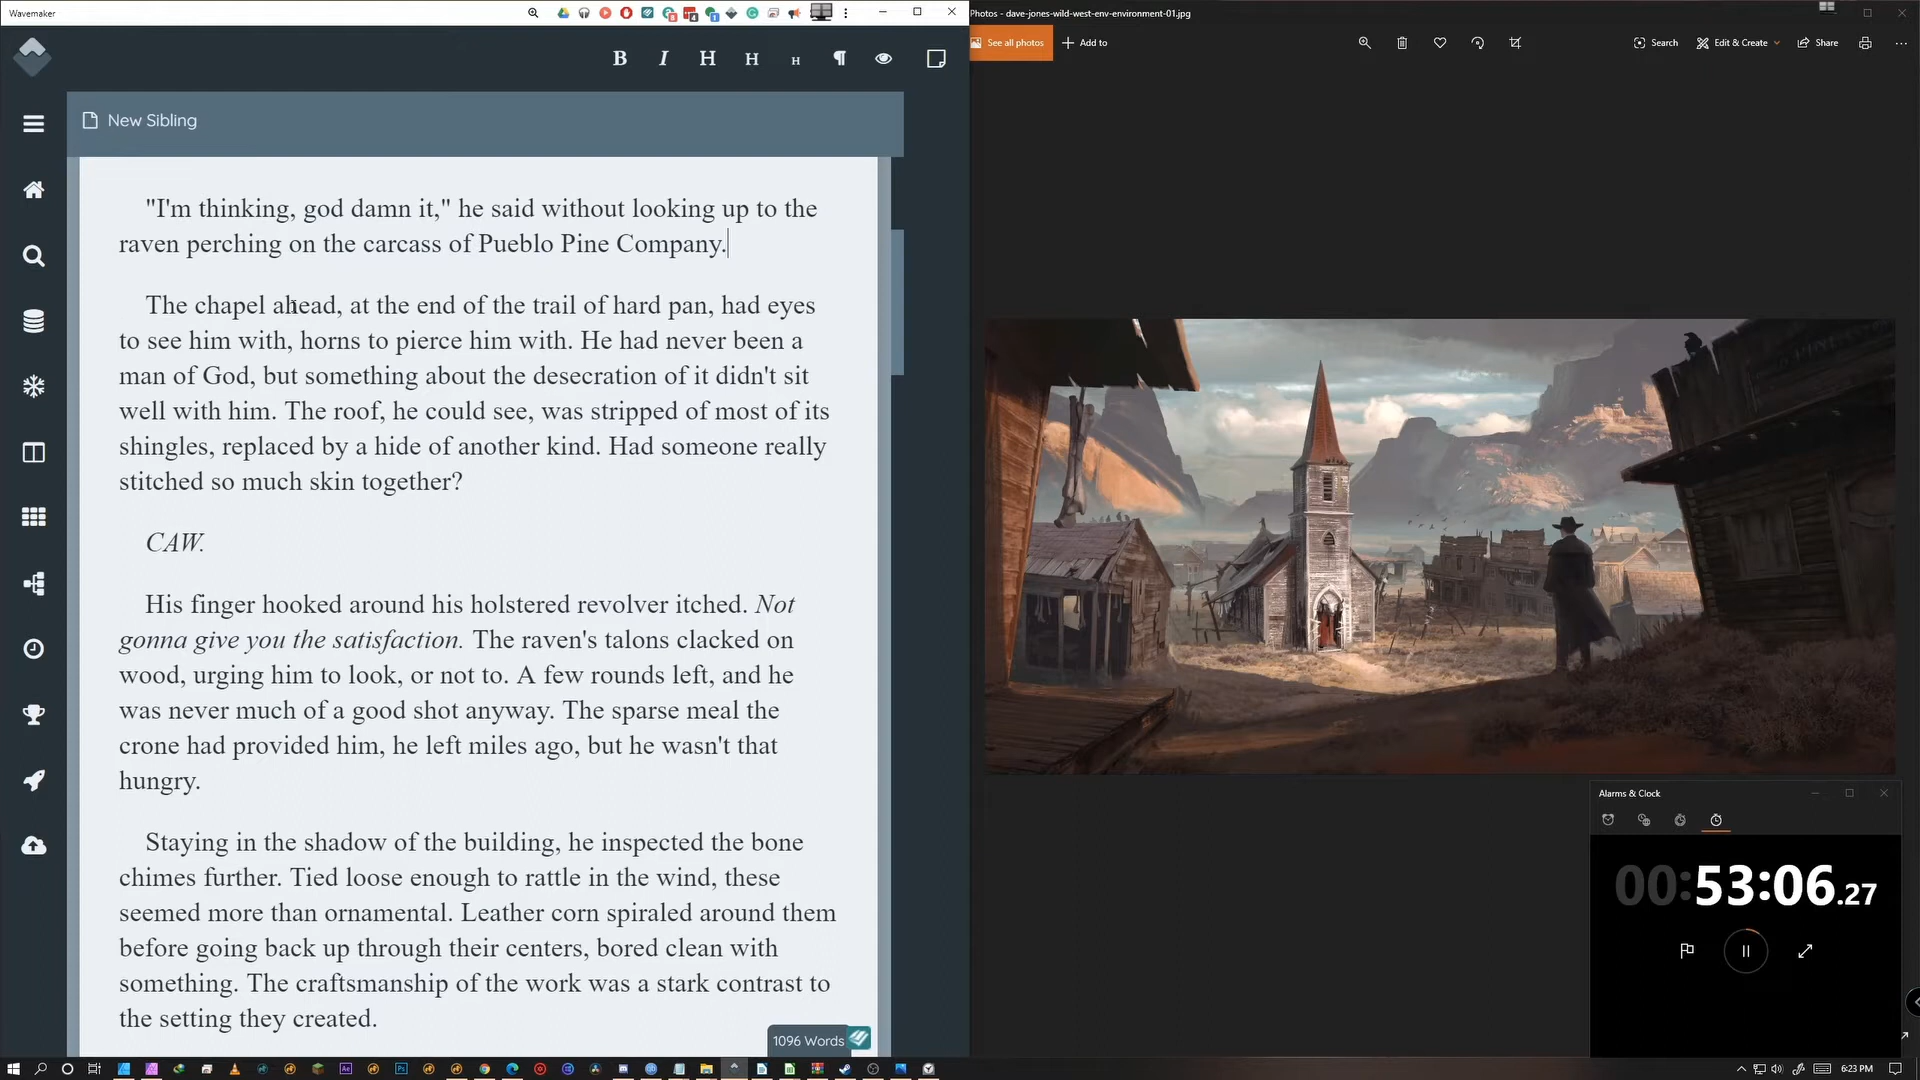 Wavemaker
B I H H H ¶
New Sibling
"I'm thinking, god damn it," he said without looking up to the
raven perching on the carcass of Pueblo Pine Company.
The chapel ahead, at the end of the trail of hard pan, had eyes
to see him with, horns to pierce him with. He had never been a
man of God, but something about the desecration of it didn't sit
well with him. The roof, he could see, was stripped of most of its
shingles, replaced by a hide of another kind. Had someone really
stitched so much skin together?
CAW.
His finger hooked around his holstered revolver itched. Not
gonna give you the satisfaction. The raven's talons clacked on
wood, urging him to look, or not to. A few rounds left, and he
was never much of a good shot anyway. The sparse meal the
crone had provided him, he left miles ago, but he wasn't that
hungry.
Staying in the shadow of the building, he inspected the bone
chimes further. Tied loose enough to rattle in the wind, these
seemed more than ornamental. Leather corn spiraled around them
before going back up through their centers, bored clean with
something. The craftsmanship of the work was a stark contrast to
the setting they created.
1096 Words
Photos - dave-jones-wild-west-env-environment-01.jpg
See all photos + Add to
Search Edit & Create Share
Alarms & Clock
00:53:06.27
6:23 PM